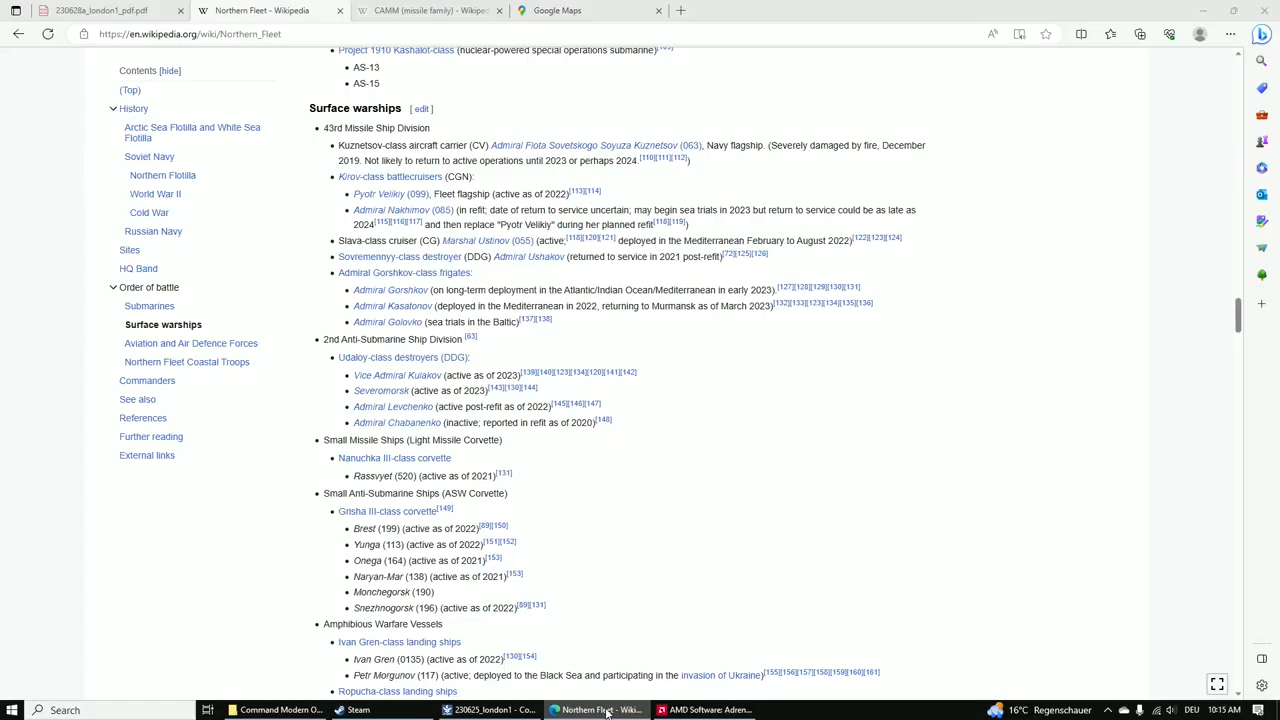 230628a_london1_pdf.pdf
Northern Fleet - Wikipedia
CAMM (missile family) - Wikiped
Google Maps
https://en.wikipedia.org/wiki/Northern_Fleet
Contents [hide]
(Top)
History
Arctic Sea Flotilla and White Sea
Flotilla
Soviet Navy
Northern Flotilla
World War II
Cold War
Russian Navy
Sites
HQ Band
Order of battle
Submarines
Surface warships
Aviation and Air Defence Forces
Northern Fleet Coastal Troops
Commanders
See also
References
Further reading
External links
Project 1910 Kashalot-class (nuclear-powered special operations submarine)
AS-13
AS-15
Surface warships [ edit ]
43rd Missile Ship Division
Kuznetsov-class aircraft carrier (CV) Admiral Flota Sovetskogo Soyuza Kuznetsov (063), Navy flagship. (Severely damaged by fire, December
2019. Not likely to return to active operations until 2023 or perhaps 2024.[110][111][112])
Kirov-class battlecruisers (CGN):
Pyotr Velikiy (099), Fleet flagship (active as of 2022)[113][114]
Admiral Nakhimov (085) (in refit; date of return to service uncertain; may begin sea trials in 2023 but return to service could be as late as
2024[115][116][117] and then replace "Pyotr Velikiy" during her planned refit[118][119])
Slava-class cruiser (CG) Marshal Ustinov (055) (active;[118][120][121] deployed in the Mediterranean February to August 2022)[122][123][124]
Sovremennyy-class destroyer (DDG) Admiral Ushakov (returned to service in 2021 post-refit)[72][125][126]
Admiral Gorshkov-class frigates:
Admiral Gorshkov (on long-term deployment in the Atlantic/Indian Ocean/Mediterranean in early 2023).[127][128][129][130][131]
Admiral Kasatonov (deployed in the Mediterranean in 2022, returning to Murmansk as of March 2023)[132][133][123][134][135][136]
Admiral Golovko (sea trials in the Baltic)[137][138]
2nd Anti-Submarine Ship Division [63]
Udaloy-class destroyers (DDG):
Vice Admiral Kulakov (active as of 2023)[139][140][123][134][120][141][142]
Severomorsk (active as of 2023)[143][130][144]
Admiral Levchenko (active post-refit as of 2022)[145][146][147]
Admiral Chabanenko (inactive; reported in refit as of 2020)[148]
Small Missile Ships (Light Missile Corvette)
Nanuchka III-class corvette
Rassvyet (520) (active as of 2021)[131]
Small Anti-Submarine Ships (ASW Corvette)
Grisha III-class corvette[149]
Brest (199) (active as of 2022)[89][150]
Yunga (113) (active as of 2022)[151][152]
Onega (164) (active as of 2021)[153]
Naryan-Mar (138) (active as of 2021)[153]
Monchegorsk (190)
Snezhnogorsk (196) (active as of 2022)[89][131]
Amphibious Warfare Vessels
Ivan Gren-class landing ships
Ivan Gren (0135) (active as of 2022)[130][154]
Petr Morgunov (117) (active; deployed to the Black Sea and participating in the invasion of Ukraine)[155][156][157][158][159][160][161]
Ropucha-class landing ships
Search
Command Modern O...
Steam
230625_london1 - Co...
Northern Fleet - Wiki...
AMD Software: Adren...
16°C Regenschauer
DEU
10:15 AM